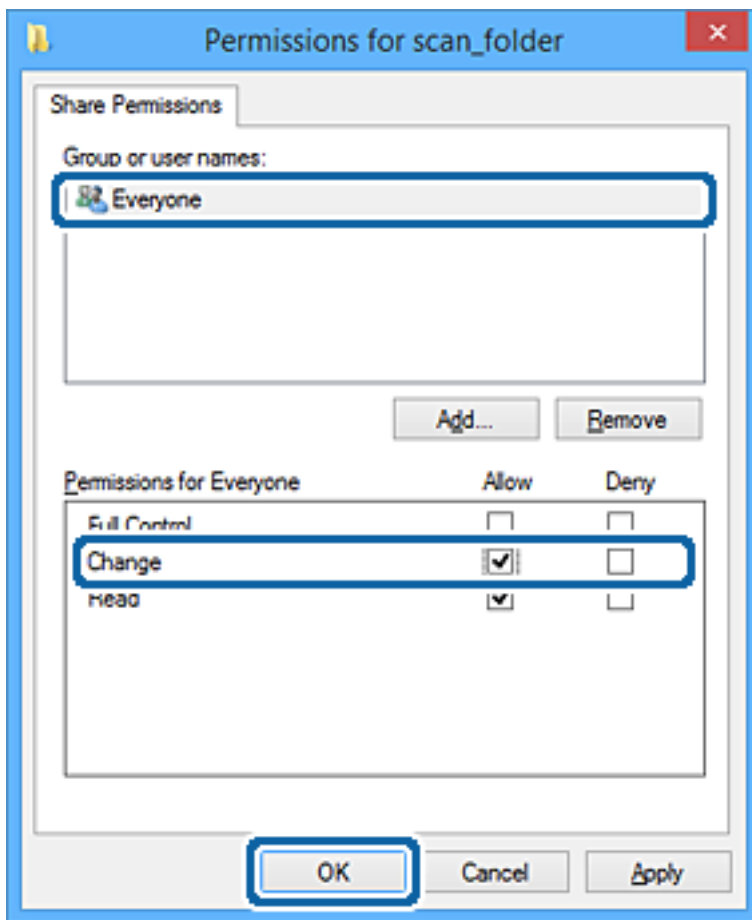 Permissions for scan_folder
Share Permissions
Group or user names:
Everyone
Add... Remove
Permissions for Everyone Allow Deny
Full Control
Change
Read
OK Cancel Apply